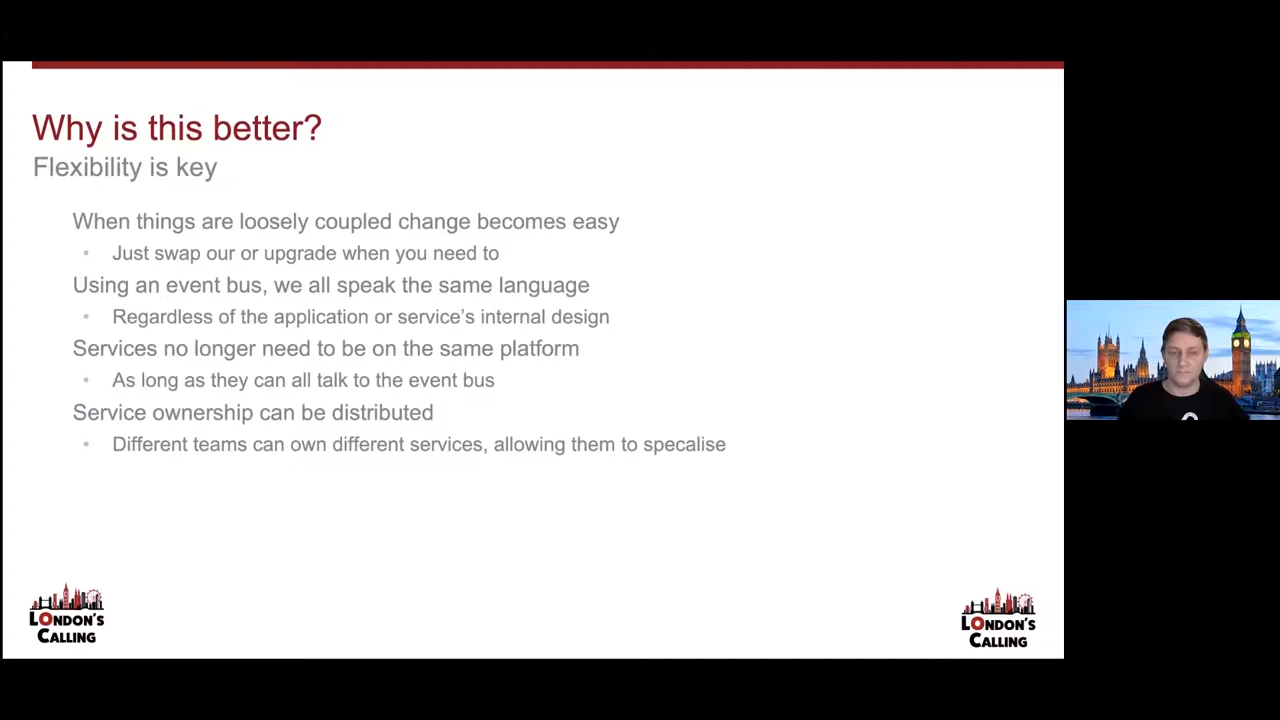 Why is this better?
Flexibility is key
When things are loosely coupled change becomes easy
Just swap our or upgrade when you need to
Using an event bus, we all speak the same language
Regardless of the application or service's internal design
Services no longer need to be on the same platform
As long as they can all talk to the event bus
Service ownership can be distributed
Different teams can own different services, allowing them to specalise
LONDON'S
CALLING
LONDON'S
CALLING